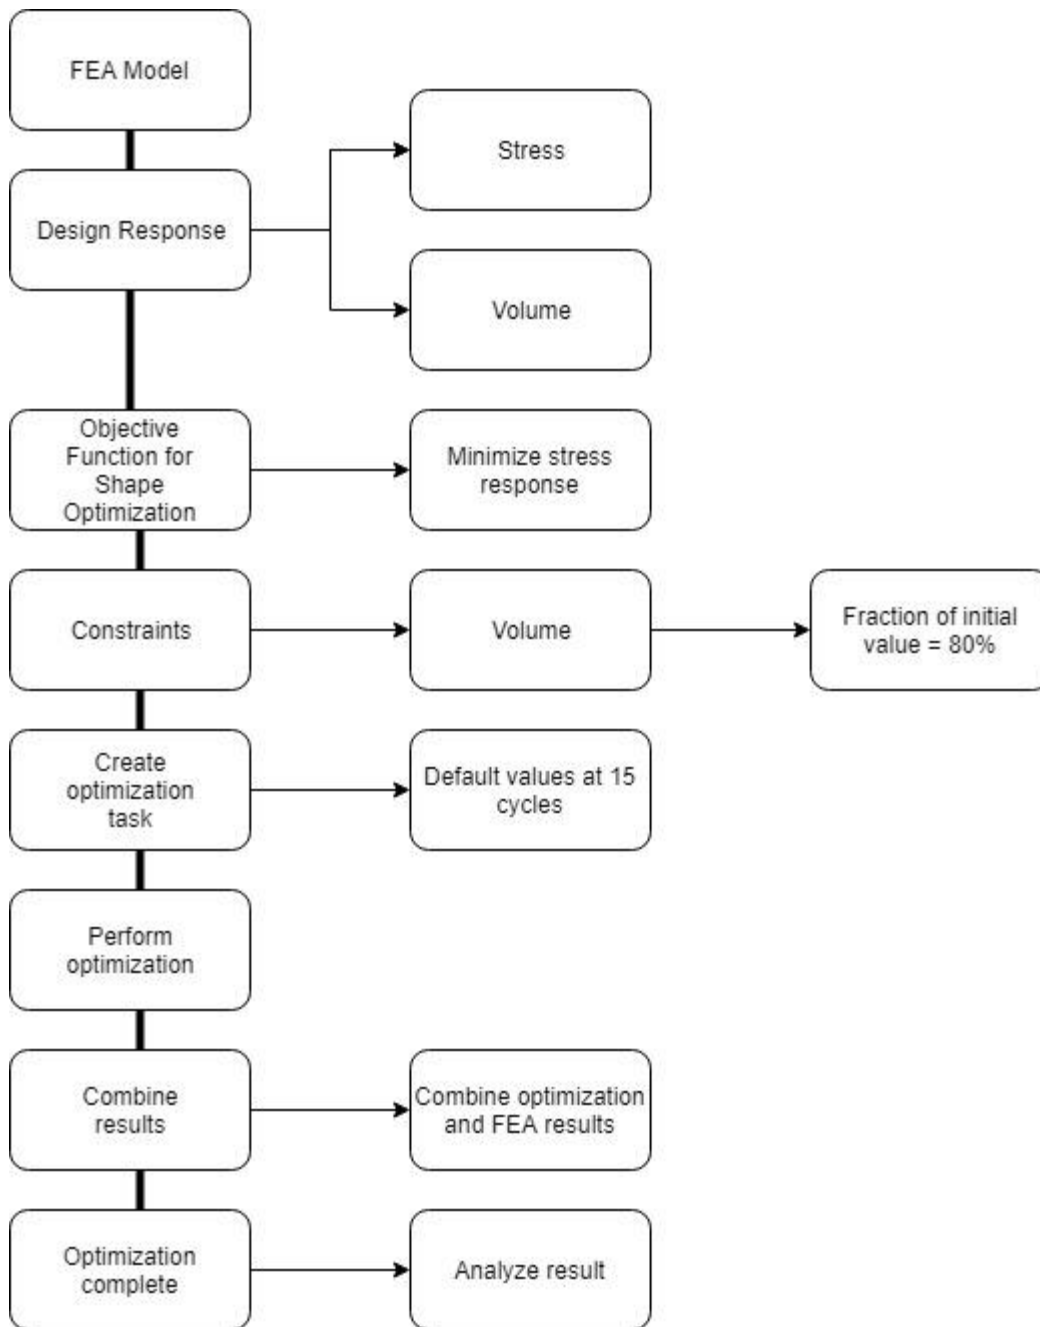 FEA Model
Stress
Design Response
Volume
Objective
Function for
Shape
Optimization
Minimize stress
response
Constraints
Volume
Fraction of initial
value = 80%
Create
optimization
task
Default values at 15
cycles
Perform
optimization
Combine
results
Combine optimization
and FEA results
Optimization
complete
Analyze result